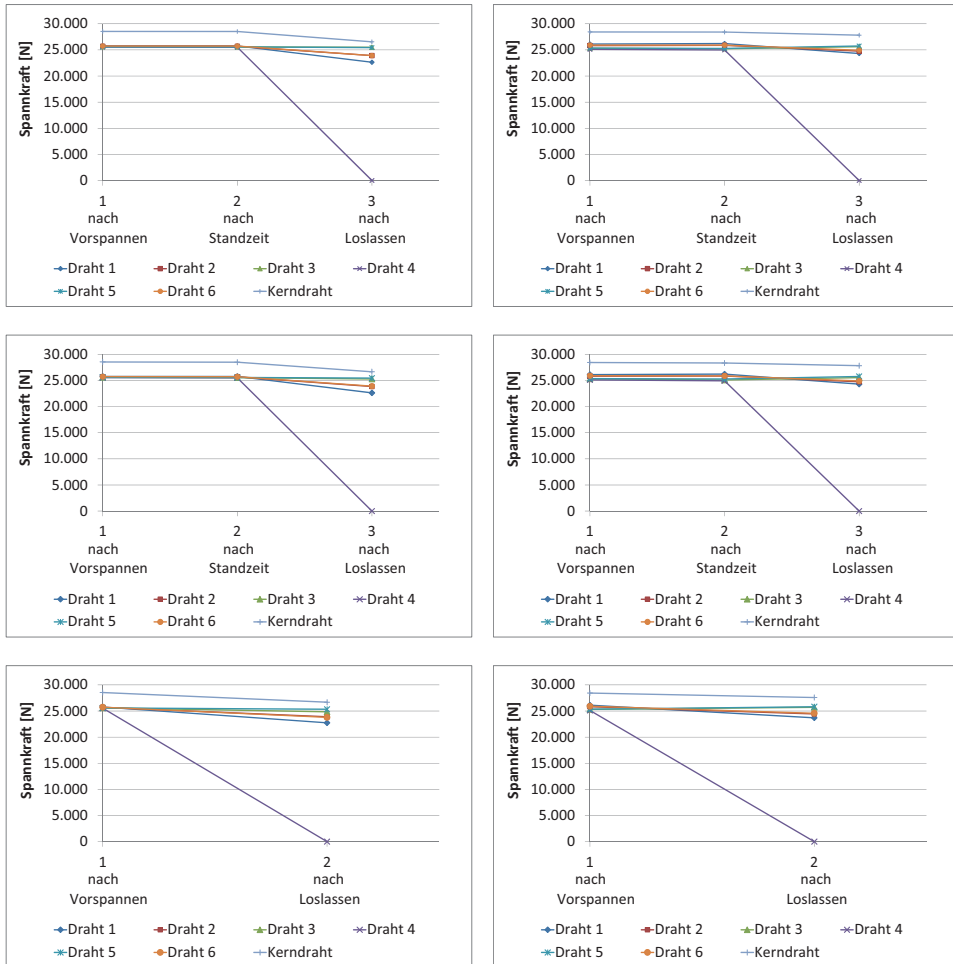 Spannkraft [N]
30.000
25.000
20.000
15.000
10.000
5.000
0
1 2 3
nach nach nach
Vorspannen Standzeit Loslassen
Draht 1 Draht 2 Draht 3 Draht 4
Draht 5 Draht 6 Kerndraht
Spannkraft [N]
30.000
25.000
20.000
15.000
10.000
5.000
0
1 2 3
nach nach nach
Vorspannen Standzeit Loslassen
Draht 1 Draht 2 Draht 3 Draht 4
Draht 5 Draht 6 Kerndraht
Spannkraft [N]
30.000
25.000
20.000
15.000
10.000
5.000
0
1 2 3
nach nach nach
Vorspannen Standzeit Loslassen
Draht 1 Draht 2 Draht 3 Draht 4
Draht 5 Draht 6 Kerndraht
Spannkraft [N]
30.000
25.000
20.000
15.000
10.000
5.000
0
1 2 3
nach nach nach
Vorspannen Standzeit Loslassen
Draht 1 Draht 2 Draht 3 Draht 4
Draht 5 Draht 6 Kerndraht
Spannkraft [N]
30.000
25.000
20.000
15.000
10.000
5.000
0
1 2
nach nach
Vorspannen Loslassen
Draht 1 Draht 2 Draht 3 Draht 4
Draht 5 Draht 6 Kerndraht
Spannkraft [N]
30.000
25.000
20.000
15.000
10.000
5.000
0
1 2
nach nach
Vorspannen Loslassen
Draht 1 Draht 2 Draht 3 Draht 4
Draht 5 Draht 6 Kerndraht